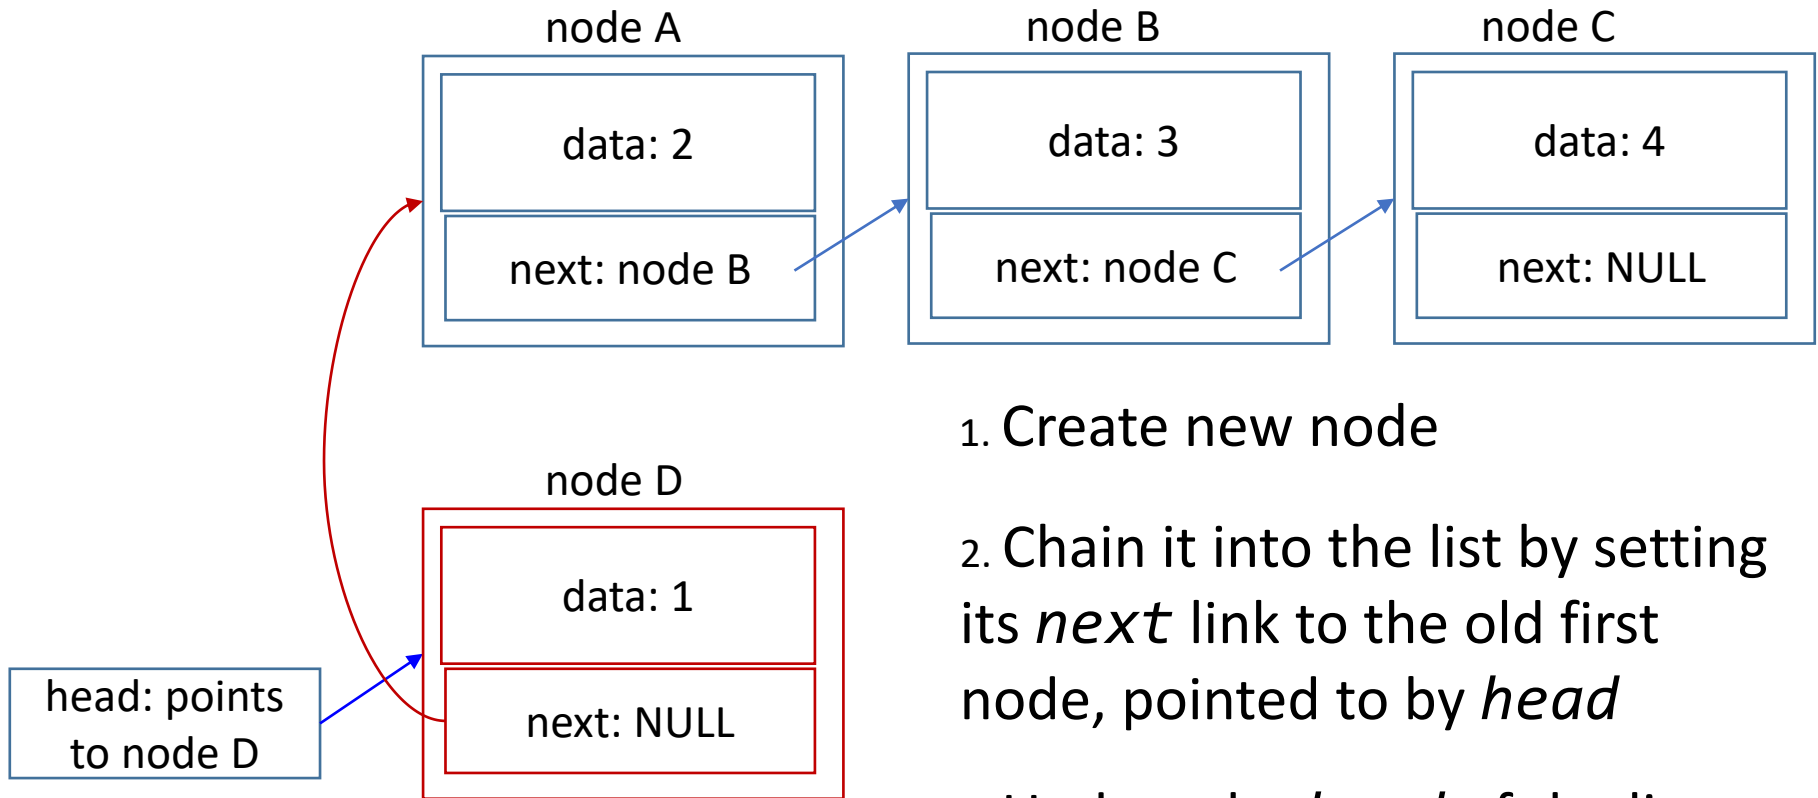 node A
node B
node C
data: 2
data: 3
data: 4
next: node B
next: node C
next: NULL
1. Create new node
node D
2. Chain it into the list by setting
its next link to the old first
node, pointed to by head
data: 1
next: NULL
head: points
to node D